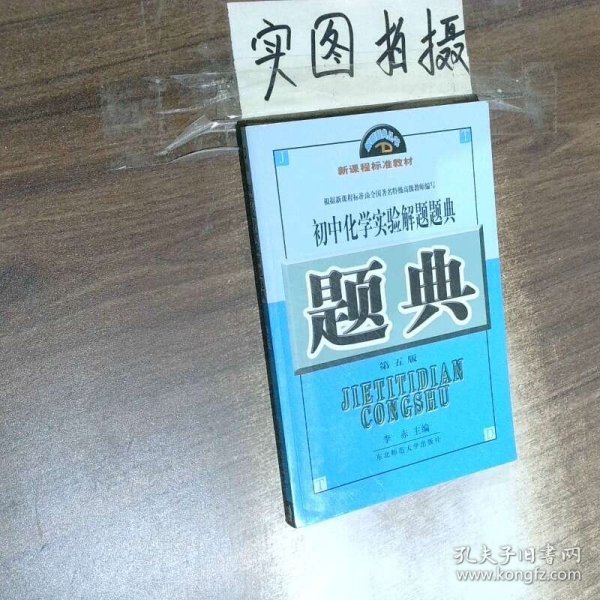 实图拍摄
新课程标准教材
根据新课程标准由全国著名特级高级教师编写
初中化学实验解题题典
题典
第五版
JIETITIDIAN
CONGSHU
李赤 主编
东北师范大学出版社
孔夫子旧书网
www.kongfz.com